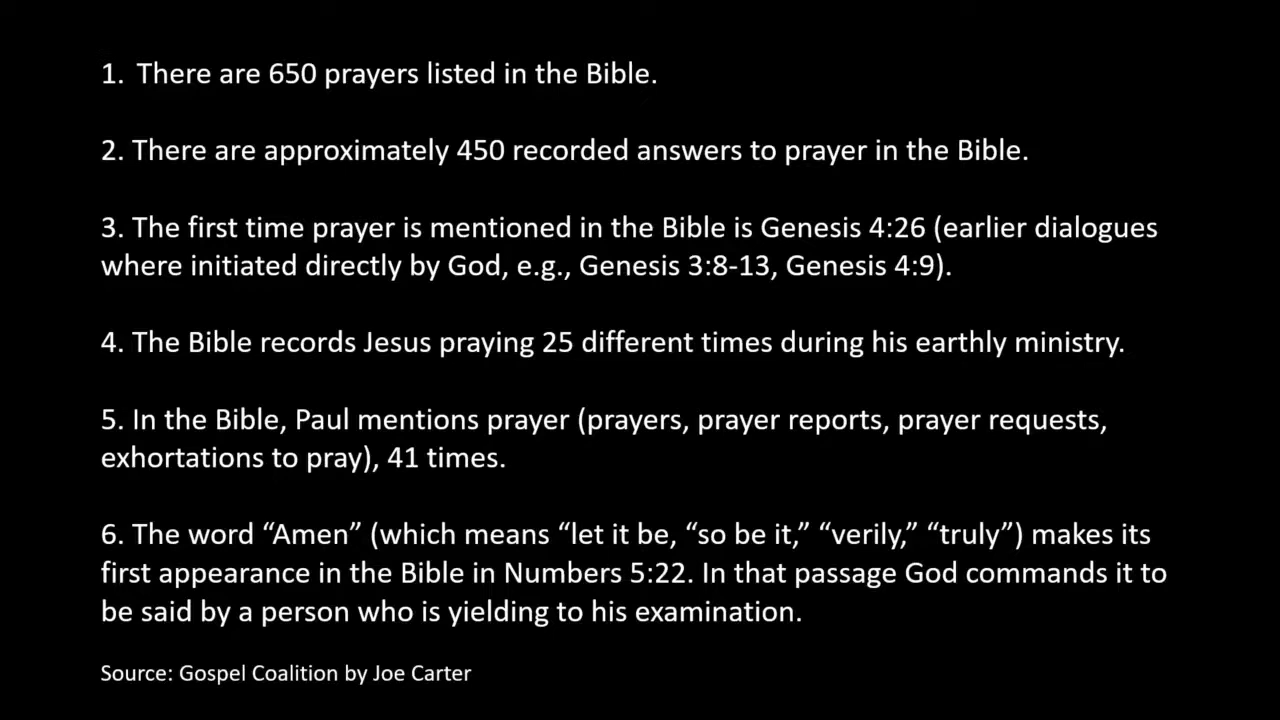 1. There are 650 prayers listed in the Bible.
2. There are approximately 450 recorded answers to prayer in the Bible.
3. The first time prayer is mentioned in the Bible is Genesis 4:26 (earlier dialogues
where initiated directly by God, e.g., Genesis 3:8-13, Genesis 4:9).
4. The Bible records Jesus praying 25 different times during his earthly ministry.
5. In the Bible, Paul mentions prayer (prayers, prayer reports, prayer requests,
exhortations to pray), 41 times.
6. The word “Amen” (which means “let it be, “so be it,” “verily,” “truly”) makes its
first appearance in the Bible in Numbers 5:22. In that passage God commands it to
be said by a person who is yielding to his examination.
Source: Gospel Coalition by Joe Carter